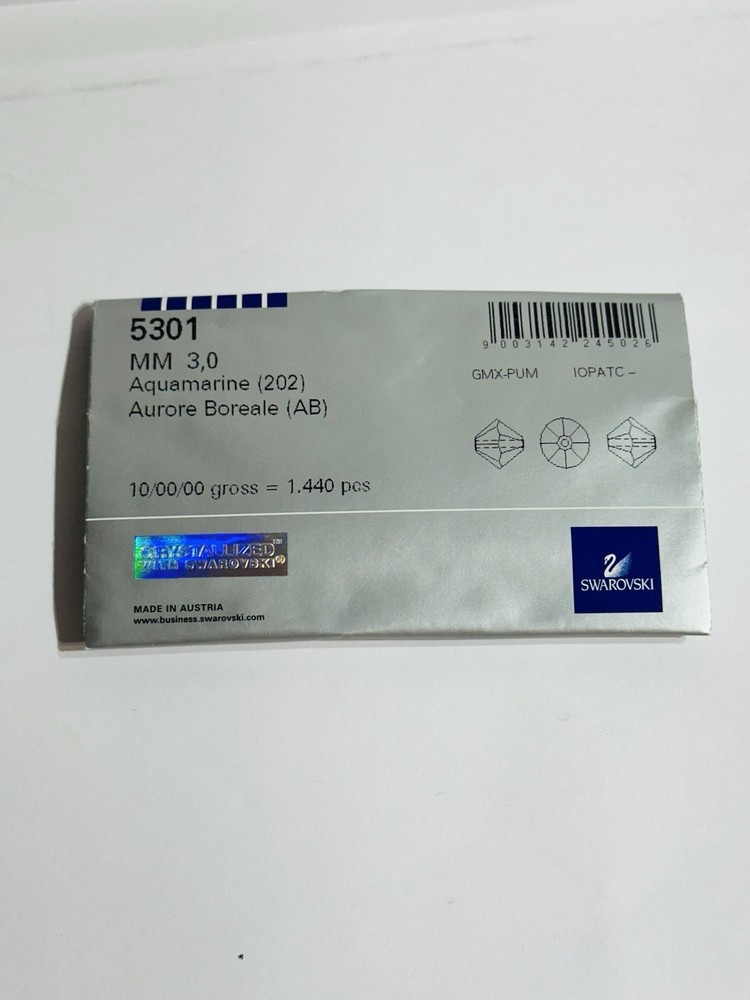 5301
MM 3,0
Aquamarine (202)
Aurore Boreale (AB)
9 003142 245026
GMX-PUM IOPATC –
10/00/00 gross = 1.440 pcs
CRYSTALLIZED™
WITH SWAROVSKI®
SWAROVSKI
MADE IN AUSTRIA
www.business.swarovski.com